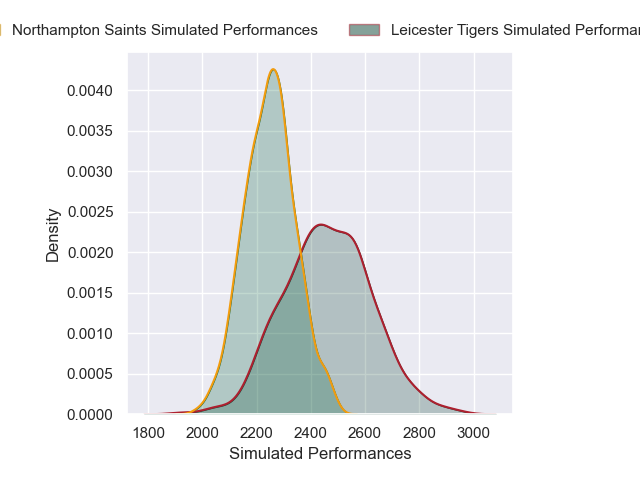 Northampton Saints Simulated Performances
Leicester Tigers Simulated
0.0040
0.0035
0.0030
0.0025
0.0020
0.0015
0.0010
0.0005
0.0000
Density
1800 2000 2200 2400 2600 2800 3000
Simulated Performances